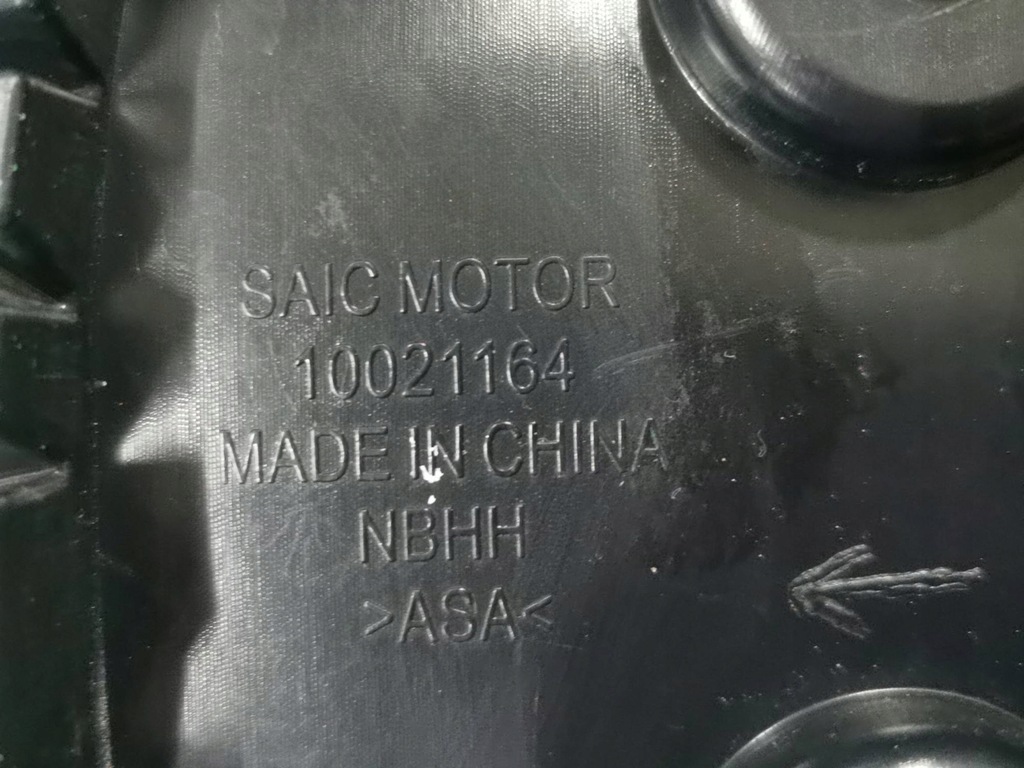 SAIC MOTOR
10021164
MADE IN CHINA
NBHH
>ASA<